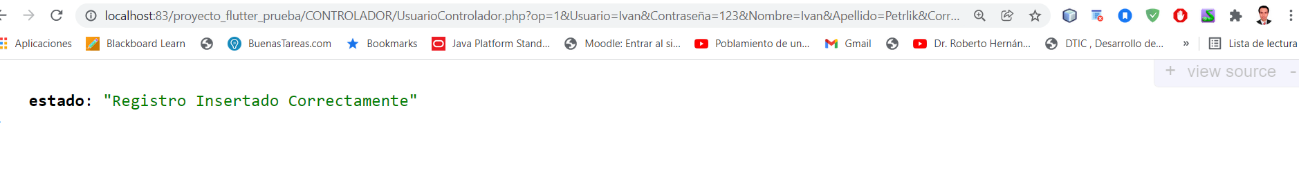 localhost:83/proyecto_flutter_prueba/CONTROLADOR/UsuarioControlador.php?op=1&Usuario=Ivan&Contraseña=123&Nombre=Ivan&Apellido=Petrlik&Corr...
Aplicaciones Blackboard Learn BuenasTareas.com Bookmarks Java Platform Stand... Moodle: Entrar al si... Poblamiento de un... Gmail Dr. Roberto Hernán... DTIC , Desarrollo de... » Lista de lectura
+ view source -
estado: "Registro Insertado Correctamente"